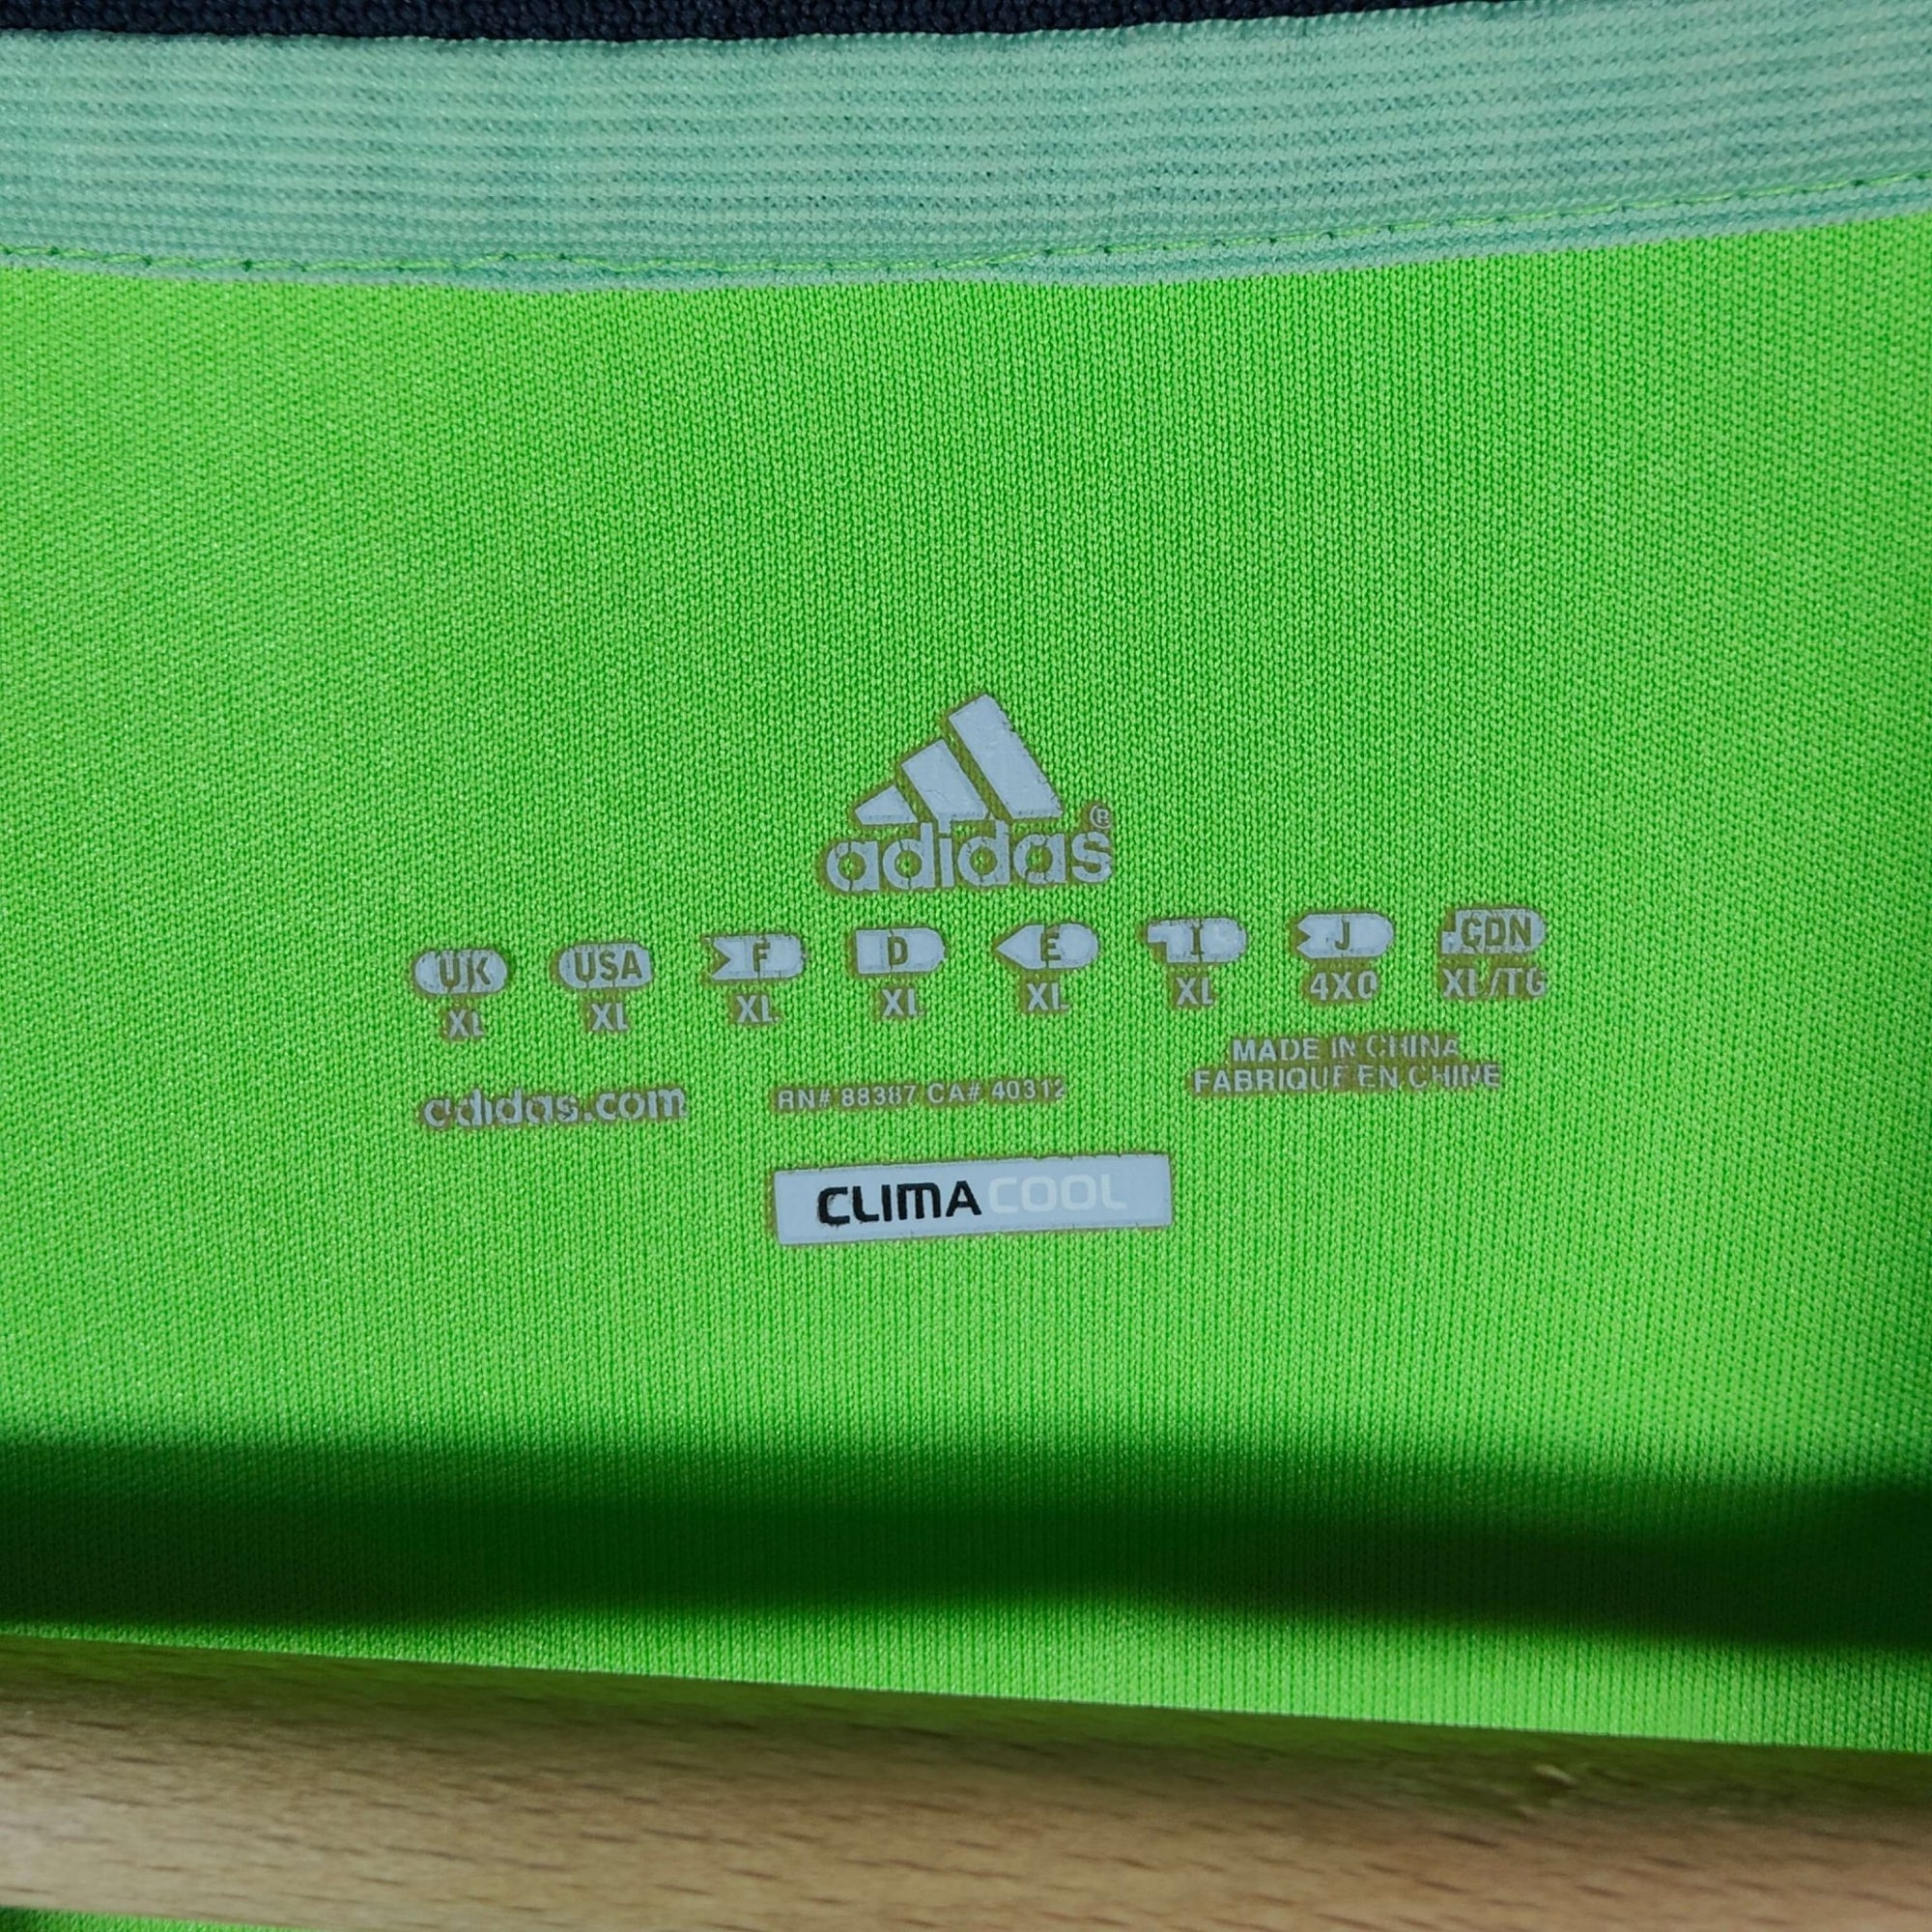 adidas®
UK USA F D E I J CDN
XL XL XL XL XL XL 4XO XL/TG
MADE IN CHINA
FABRIQUE EN CHINE
adidas.com RN# 88387 CA# 40312
CLIMACOOL